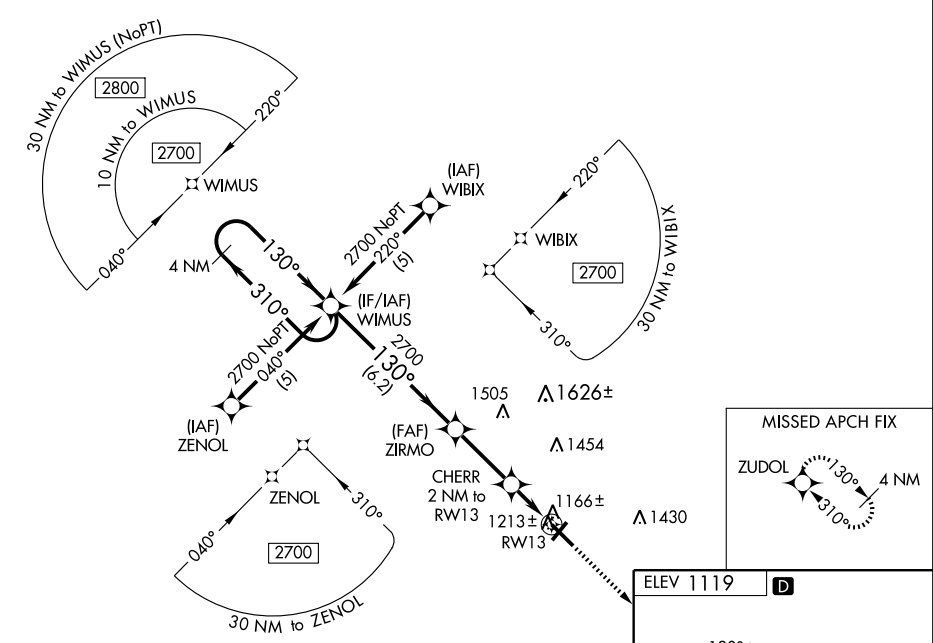 30 NM to WIMUS (NoPT)
2800
10 NM to WIMUS
2700
220°
WIMUS
040°
(IAF)
WIBIX
2700 NoPT
220°
(5)
220°
WIBIX
2700
30 NM to WIBIX
310°
130°
4 NM
310°
(IF/IAF)
WIMUS
2700 NoPT
040°
(5)
(IAF)
ZENOL
2700
130°
(6.2)
1505
1626±
(FAF)
ZIRMO
1454
CHERR
2 NM to
RW13
1166±
1213±
RW13
1430
ZENOL
040°
310°
2700
30 NM to ZENOL
MISSED APCH FIX
ZUDOL
130°
4 NM
310°
ELEV 1119
D